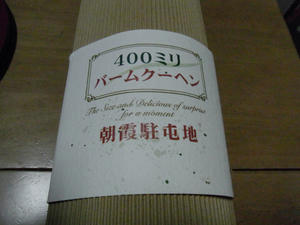 400ミリ
バームクーヘン
The Size and Delicious of surprise
for a moment
朝霞駐屯地